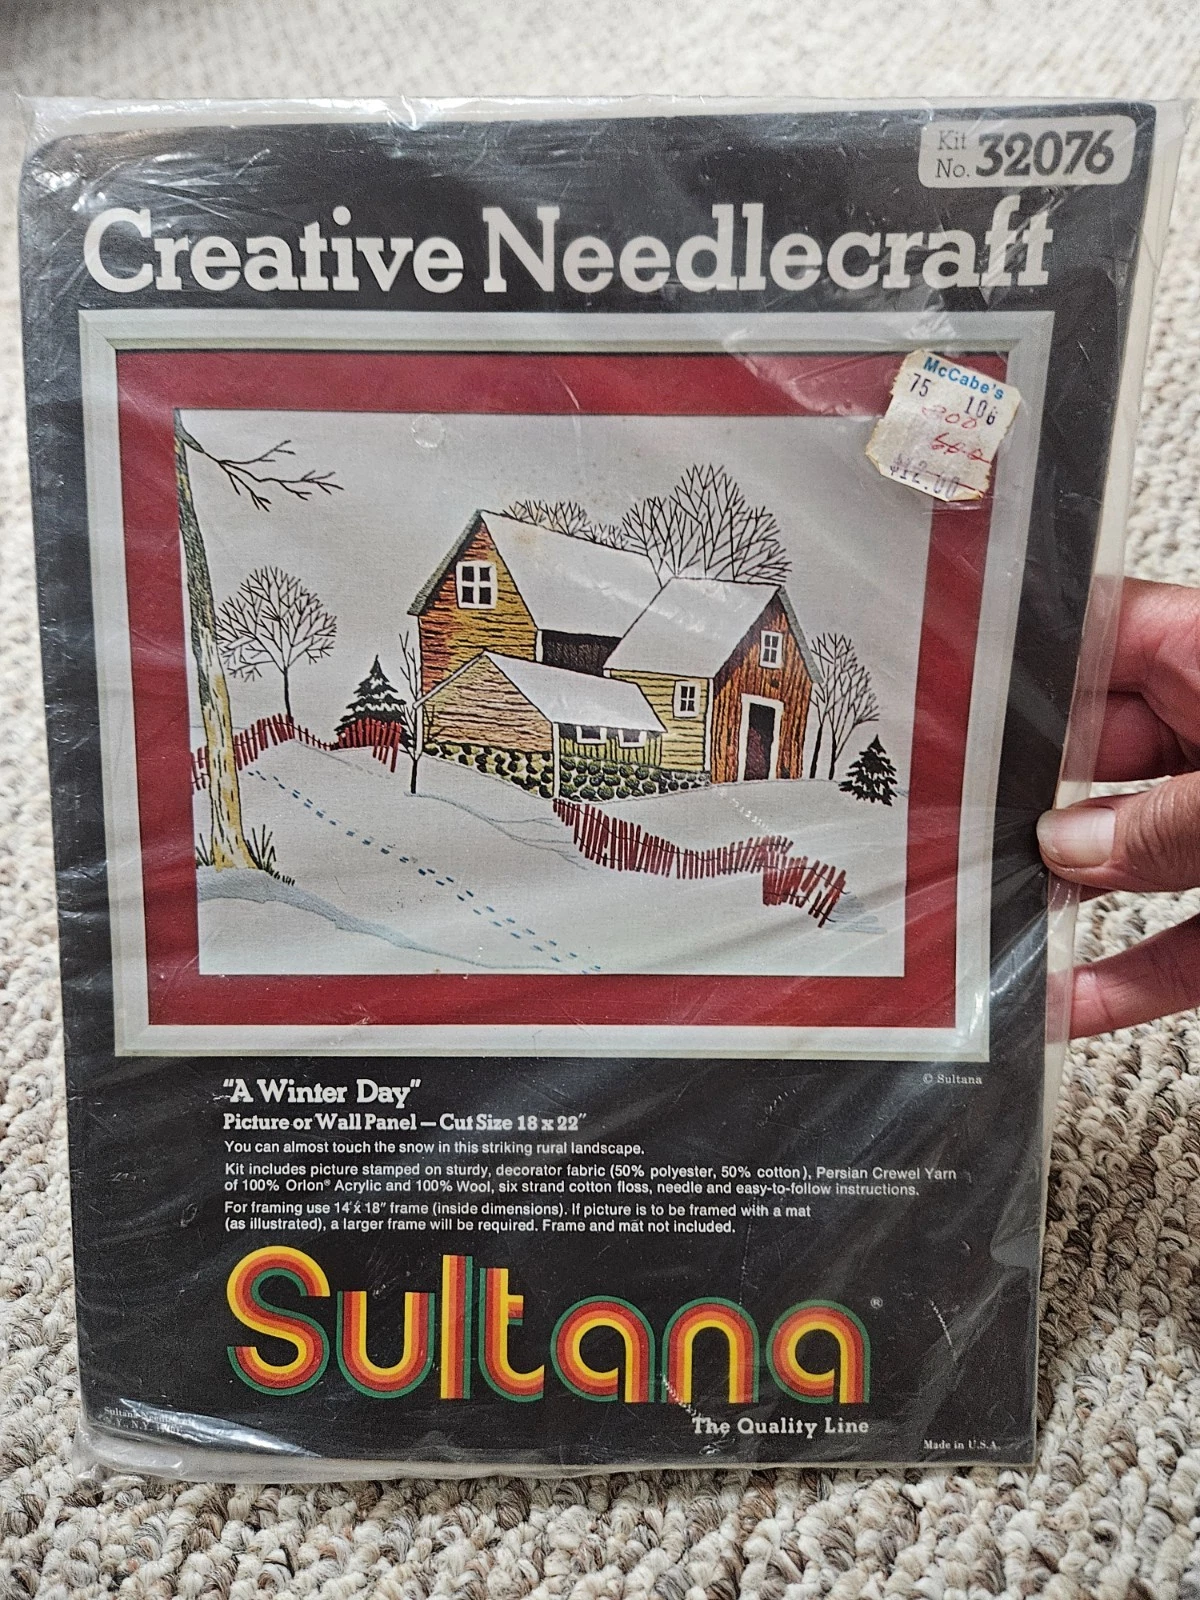 Kit
No. 32076
Creative Needlecraft
McCabe's
75 106
$12.00
© Sultana
"A Winter Day"
Picture or Wall Panel — Cut Size 18 x 22"
You can almost touch the snow in this striking rural landscape.
Kit includes picture stamped on sturdy, decorator fabric (50% polyester, 50% cotton), Persian Crewel Yarn
of 100% Orlon® Acrylic and 100% Wool, six strand cotton floss, needle and easy-to-follow instructions.
For framing use 14 x 18" frame (inside dimensions). If picture is to be framed with a mat
(as illustrated), a larger frame will be required. Frame and mat not included.
Sultana®
The Quality Line
Sultana
N.Y., N.Y.
Made in U.S.A.